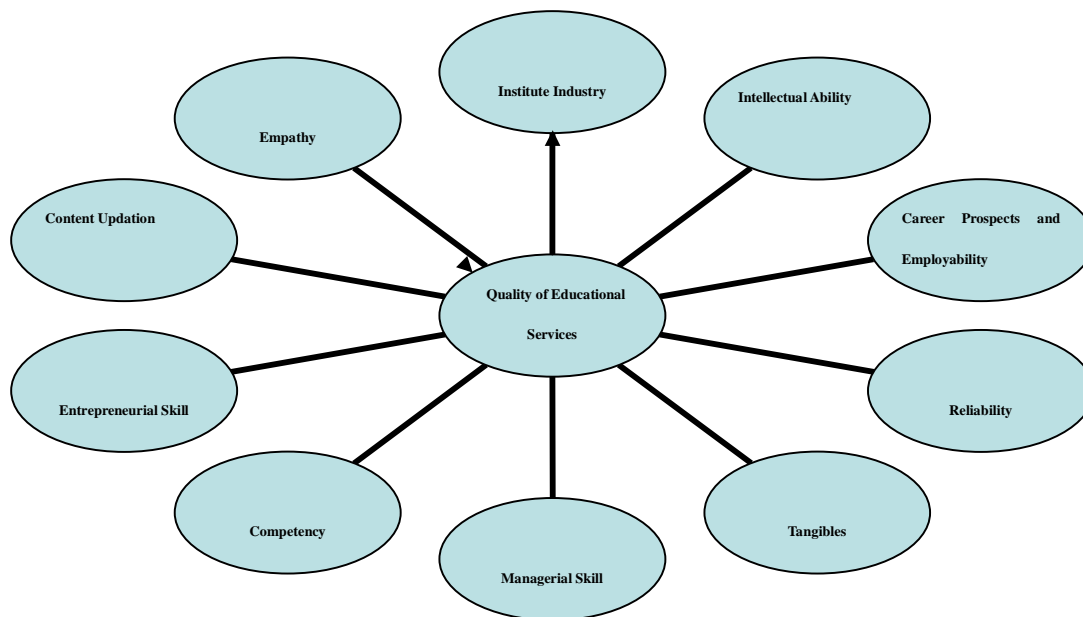 Institute Industry
Intellectual Ability
Empathy
Content Updation
Career Prospects and
Employability
Quality of Educational
Services
Entrepreneurial Skill
Reliability
Competency
Tangibles
Managerial Skill